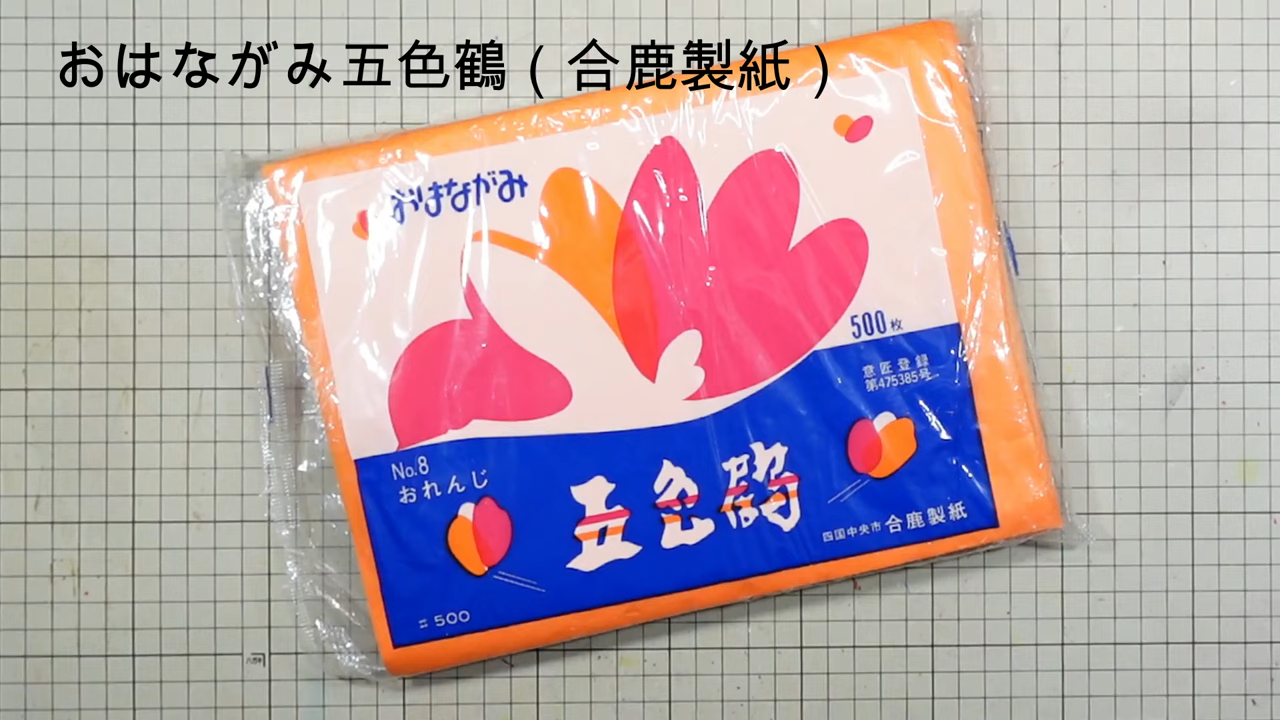 おはながみ五色鶴（合鹿製紙）
おはながみ
500枚
意匠登録
第475385号
No.8
おれんじ
五色鶴
四国中央市 合鹿製紙
♯500